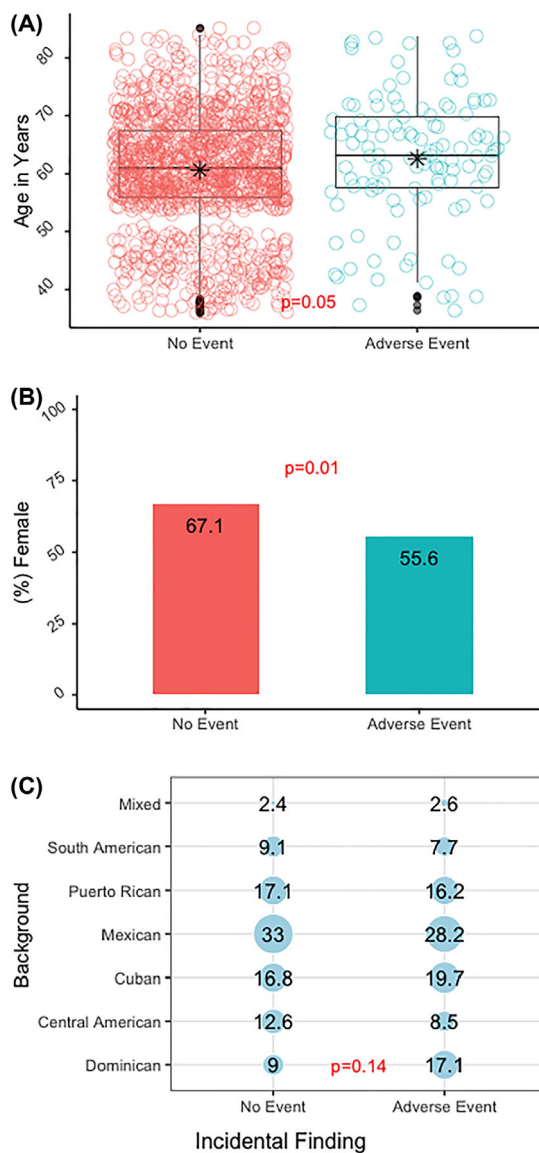 (A)
Age in Years
80
70
60
50
40
p=0.05
No Event
Adverse Event
(B)
(%) Female
100
75
50
25
0
p=0.01
67.1
55.6
No Event
Adverse Event
(C)
Background
Mixed 2.4 2.6
South American 9.1 7.7
Puerto Rican 17.1 16.2
Mexican 33 28.2
Cuban 16.8 19.7
Central American 12.6 8.5
Dominican 9 p=0.14 17.1
No Event
Adverse Event
Incidental Finding